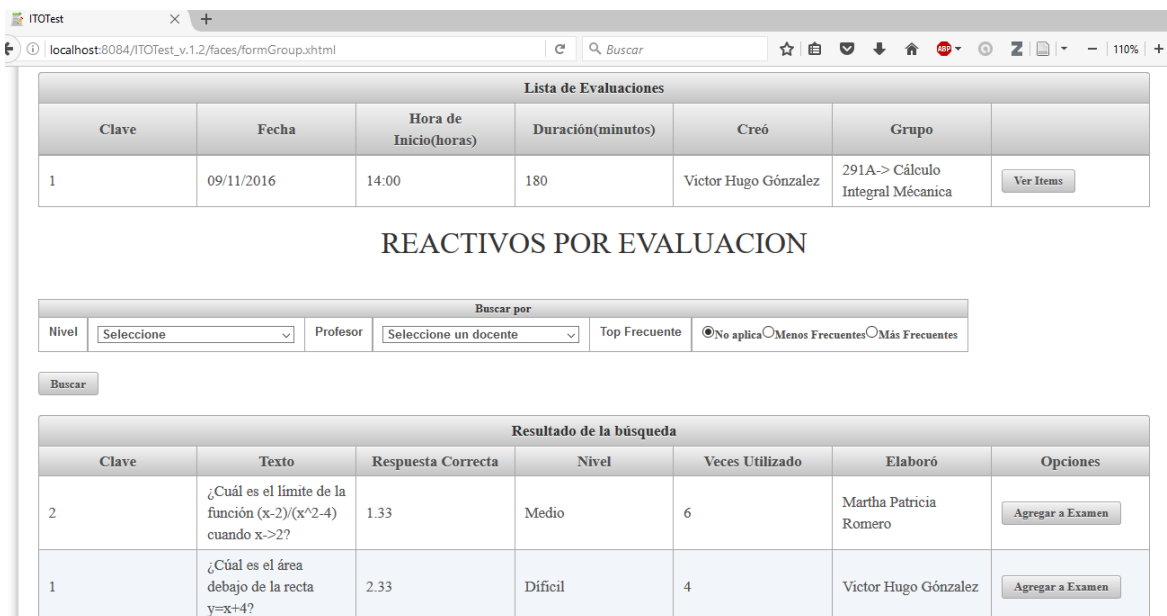 ITOTest
localhost:8084/ITOTest_v.1.2/faces/formGroup.xhtml
Buscar
ABP
110%
Lista de Evaluaciones
Clave
Fecha
Hora de
Inicio(horas)
Duración(minutos)
Creó
Grupo
1
09/11/2016
14:00
180
Victor Hugo Gónzalez
291A-> Cálculo
Integral Mécanica
Ver Items
REACTIVOS POR EVALUACION
Buscar por
Nivel
Seleccione
Profesor
Seleccione un docente
Top Frecuente
No aplica Menos Frecuentes Más Frecuentes
Buscar
Resultado de la búsqueda
Clave
Texto
Respuesta Correcta
Nivel
Veces Utilizado
Elaboró
Opciones
2
¿Cuál es el límite de la
función (x-2)/(x^2-4)
cuando x->2?
1.33
Medio
6
Martha Patricia
Romero
Agregar a Examen
1
¿Cúal es el área
debajo de la recta
y=x+4?
2.33
Difícil
4
Victor Hugo Gónzalez
Agregar a Examen